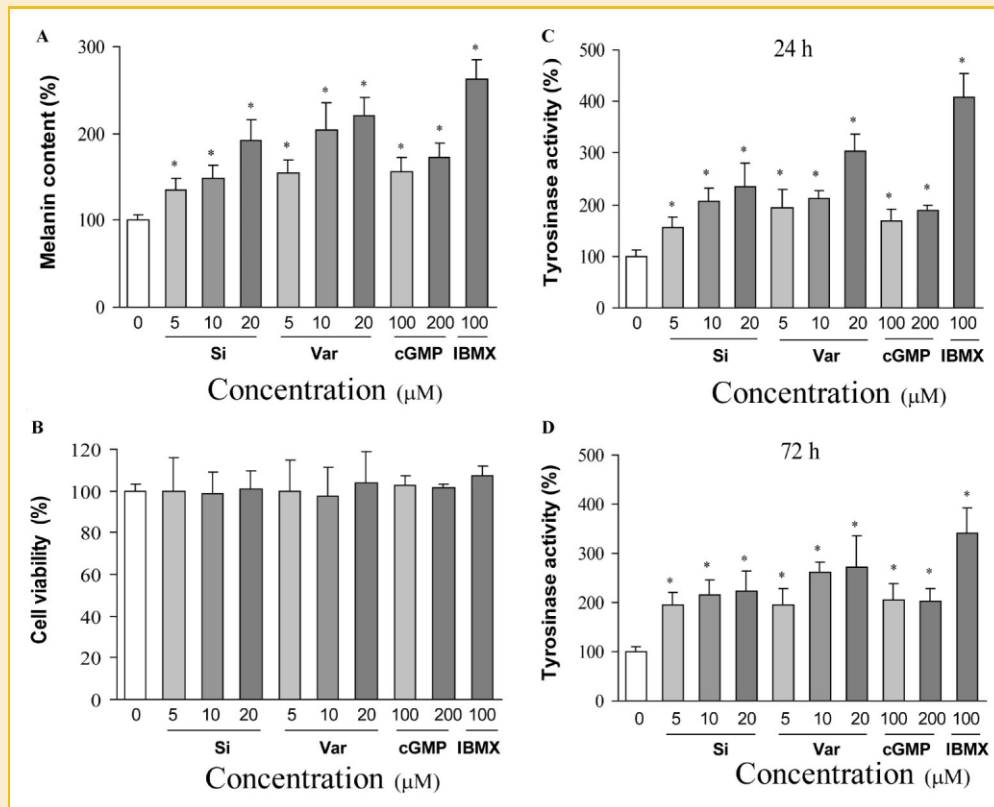 A
Melanin content (%)
300
200
100
0
* * * * * * * * *
0 5 10 20 5 10 20 100 200 100
Si Var cGMP IBMX
Concentration (μM)
B
Cell viability (%)
120
100
80
60
40
20
0
0 5 10 20 5 10 20 100 200 100
Si Var cGMP IBMX
Concentration (μM)
C
24 h
Tyrosinase activity (%)
500
400
300
200
100
0
* * * * * * * * *
0 5 10 20 5 10 20 100 200 100
Si Var cGMP IBMX
Concentration (μM)
D
72 h
Tyrosinase activity (%)
500
400
300
200
100
0
* * * * * * * * *
0 5 10 20 5 10 20 100 200 100
Si Var cGMP IBMX
Concentration (μM)